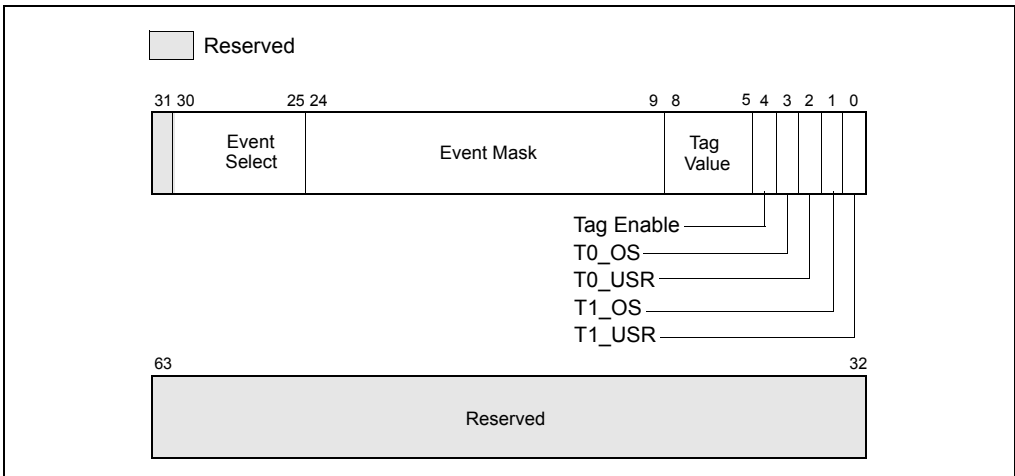 Reserved
31 30 25 24 9 8 5 4 3 2 1 0
Event
Select
Event Mask
Tag
Value
Tag Enable
T0_OS
T0_USR
T1_OS
T1_USR
63 32
Reserved